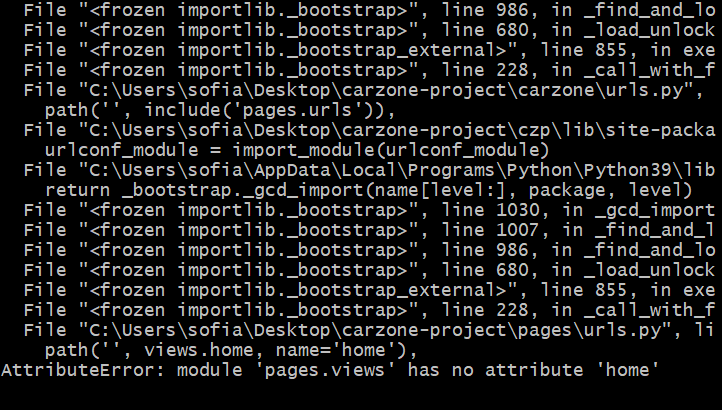 File "<frozen importlib._bootstrap>", line 986, in _find_and_lo
File "<frozen importlib._bootstrap>", line 680, in _load_unlock
File "<frozen importlib._bootstrap_external>", line 855, in exe
File "<frozen importlib._bootstrap>", line 228, in _call_with_f
File "C:\Users\sofia\Desktop\carzone-project\carzone\urls.py",
path('', include('pages.urls')),
File "C:\Users\sofia\Desktop\carzone-project\czp\lib\site-packa
urlconf_module = import_module(urlconf_module)
File "C:\Users\sofia\AppData\Local\Programs\Python\Python39\lib
return _bootstrap._gcd_import(name[level:], package, level)
File "<frozen importlib._bootstrap>", line 1030, in _gcd_import
File "<frozen importlib._bootstrap>", line 1007, in _find_and_l
File "<frozen importlib._bootstrap>", line 986, in _find_and_lo
File "<frozen importlib._bootstrap>", line 680, in _load_unlock
File "<frozen importlib._bootstrap_external>", line 855, in exe
File "<frozen importlib._bootstrap>", line 228, in _call_with_f
File "C:\Users\sofia\Desktop\carzone-project\pages\urls.py", li
path('', views.home, name='home'),
AttributeError: module 'pages.views' has no attribute 'home'